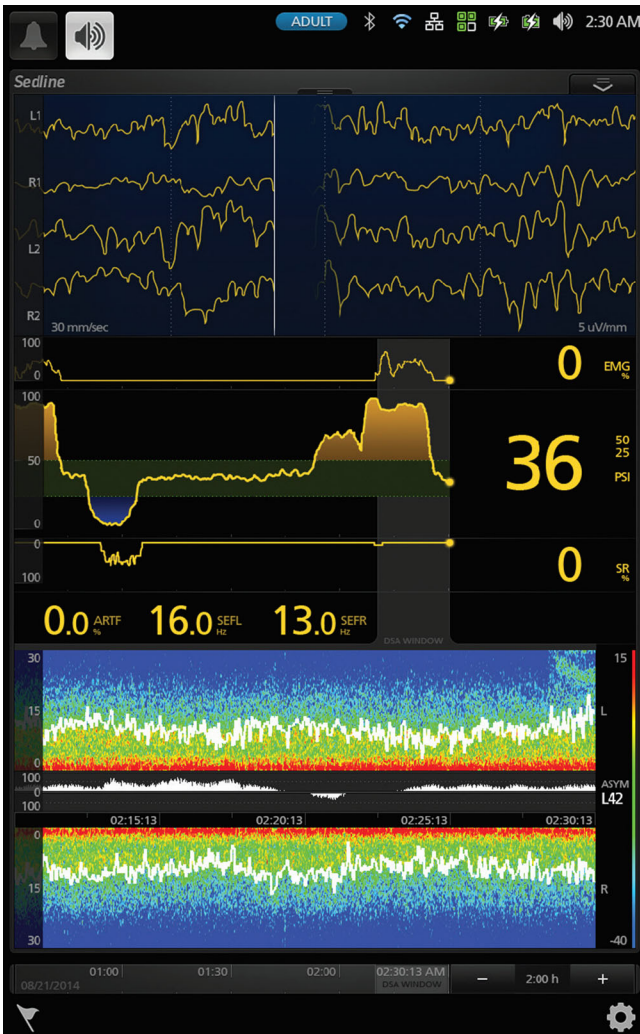 ADULT 2:30 AM
Sedline
L1
R1
L2
R2
30 mm/sec 5 uV/mm
100
0
0 EMG %
100
50
0
36 50 25 PSI
0
100
0 SR %
0.0 ARTF %
16.0 SEFL Hz
13.0 SEFR Hz
DSA WINDOW
30 15
15 L
0
100
0
100
ASYM
L42
02:15:13 02:20:13 02:25:13 02:30:13
0
15 R
30 -40
01:00 01:30 02:00 02:30:13 AM
08/21/2014 DSA WINDOW
− 2:00 h +